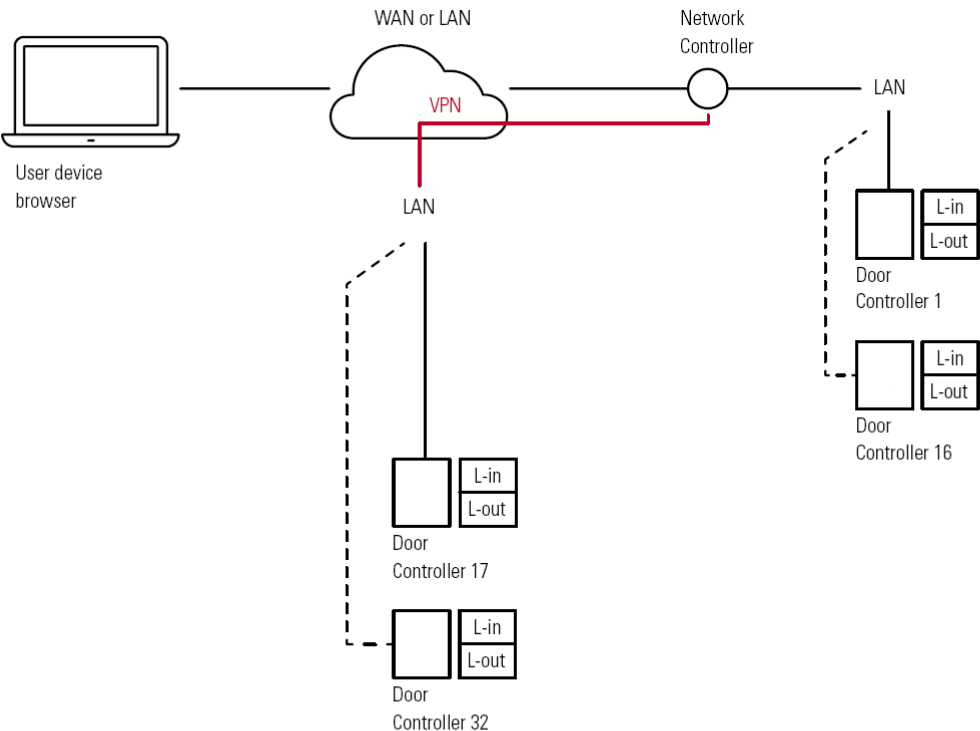 WAN or LAN
Network
Controller
VPN
LAN
User device
browser
LAN
L-in
L-out
Door
Controller 1
L-in
L-out
Door
Controller 16
L-in
L-out
Door
Controller 17
L-in
L-out
Door
Controller 32